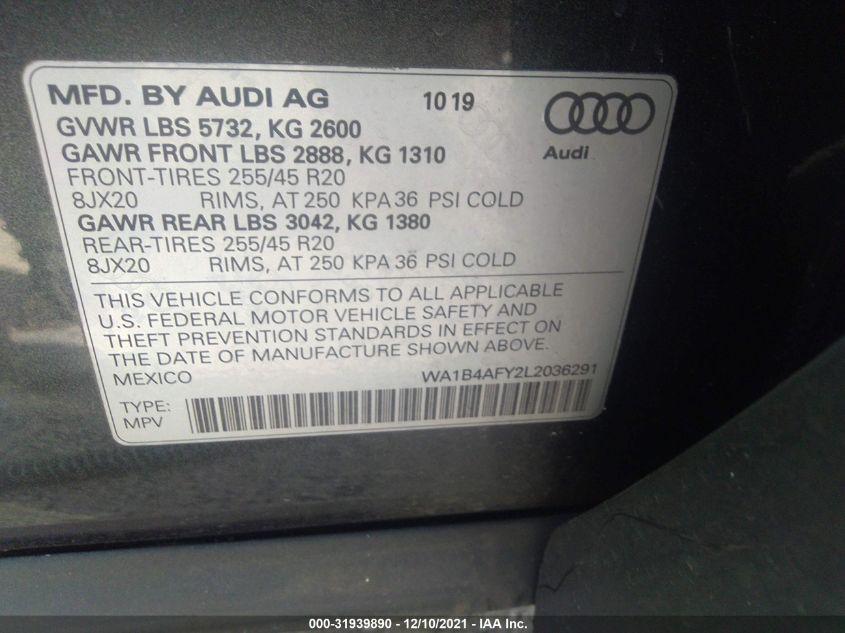 MFD. BY AUDI AG 10 19
GVWR LBS 5732, KG 2600
GAWR FRONT LBS 2888, KG 1310
Audi
FRONT-TIRES 255/45 R20
8JX20 RIMS, AT 250 KPA 36 PSI COLD
GAWR REAR LBS 3042, KG 1380
REAR-TIRES 255/45 R20
8JX20 RIMS, AT 250 KPA 36 PSI COLD
THIS VEHICLE CONFORMS TO ALL APPLICABLE
U.S. FEDERAL MOTOR VEHICLE SAFETY AND
THEFT PREVENTION STANDARDS IN EFFECT ON
THE DATE OF MANUFACTURE SHOWN ABOVE.
MEXICO WA1B4AFY2L2036291
TYPE:
MPV
000-31939890 - 12/10/2021 - IAA Inc.